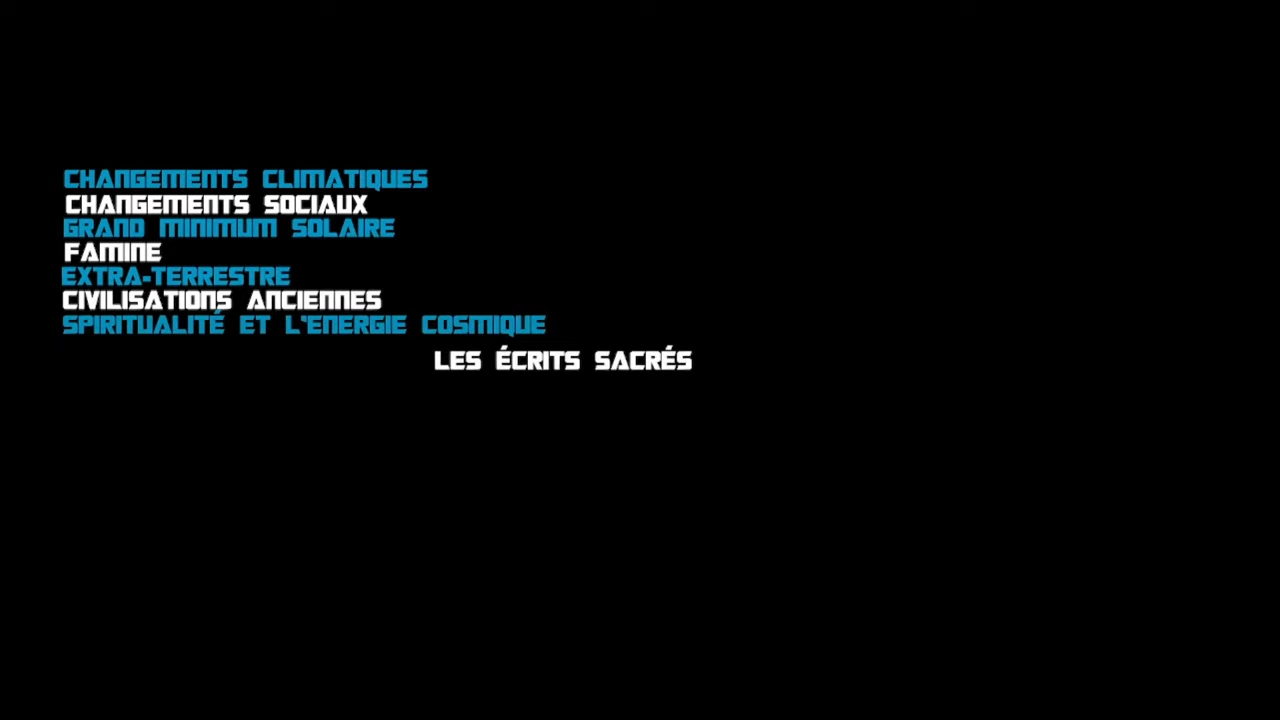 CHANGEMENTS CLIMATIQUES
CHANGEMENTS SOCIAUX
GRAND MINIMUM SOLAIRE
FAMINE
EXTRA-TERRESTRE
CIVILISATIONS ANCIENNES
SPIRITUALITÉ ET L'ENERGIE COSMIQUE
LES ÉCRITS SACRÉS